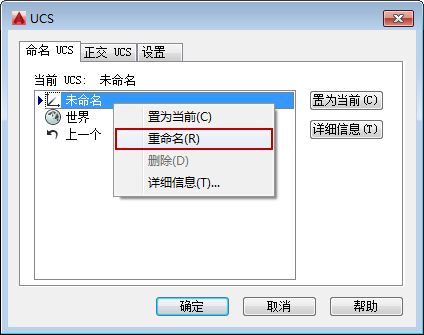 UCS
命名 UCS 正交 UCS 设置
当前 UCS: 未命名
未命名
世界
上一个
置为当前(C)
重命名(R)
删除(D)
详细信息(T)...
置为当前(C)
详细信息(T)
确定 取消 帮助